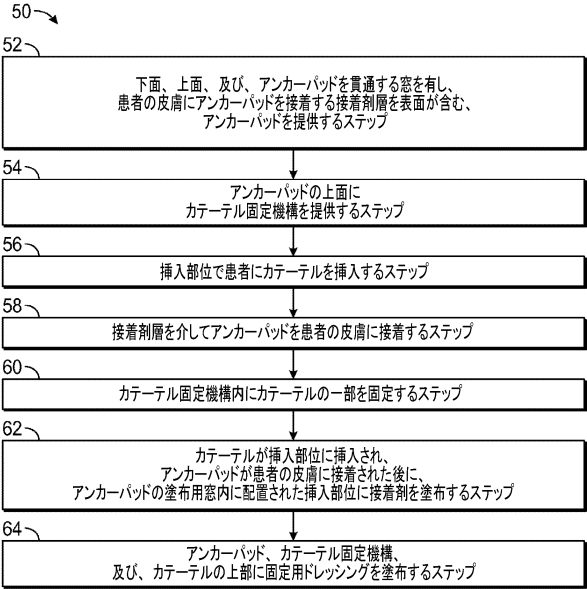 50
52
下面、上面、及び、アンカーパッドを貫通する窓を有し、
患者の皮膚にアンカーパッドを接着する接着剤層を表面が含む、
アンカーパッドを提供するステップ
54
アンカーパッドの上面に
カテーテル固定機構を提供するステップ
56
挿入部位で患者にカテーテルを挿入するステップ
58
接着剤層を介してアンカーパッドを患者の皮膚に接着するステップ
60
カテーテル固定機構内にカテーテルの一部を固定するステップ
62
カテーテルが挿入部位に挿入され、
アンカーパッドが患者の皮膚に接着された後に、
アンカーパッドの塗布用窓内に配置された挿入部位に接着剤を塗布するステップ
64
アンカーパッド、カテーテル固定機構、
及び、カテーテルの上部に固定用ドレッシングを塗布するステップ